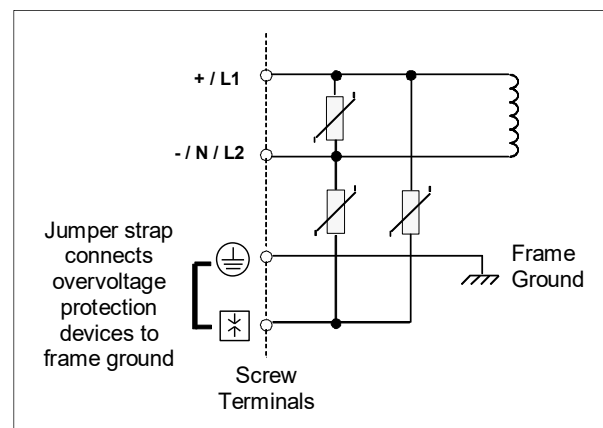 + / L1
- / N / L2
Jumper strap
connects
overvoltage
protection
devices to
frame ground
Frame
Ground
Screw
Terminals